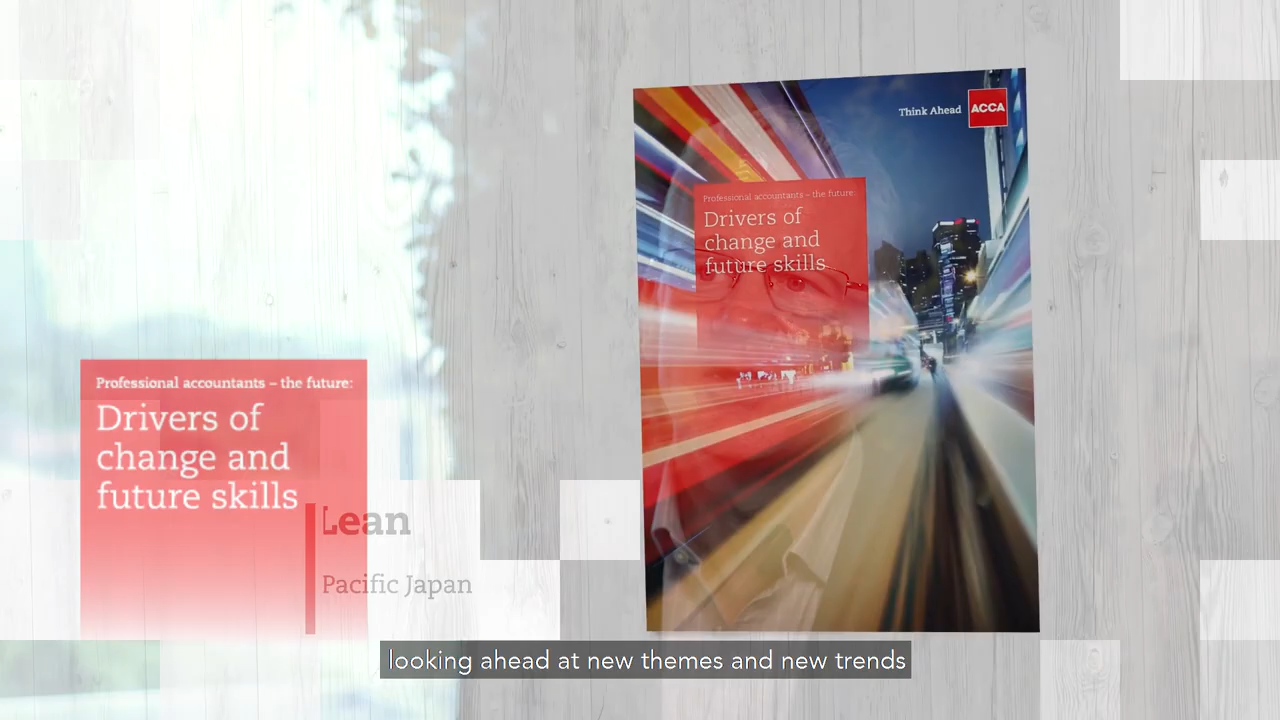 Think Ahead
ACCA
Professional accountants – the future:
Drivers of
change and
future skills
Professional accountants – the future:
Drivers of
change and
future skills
Lean
Pacific Japan
looking ahead at new themes and new trends